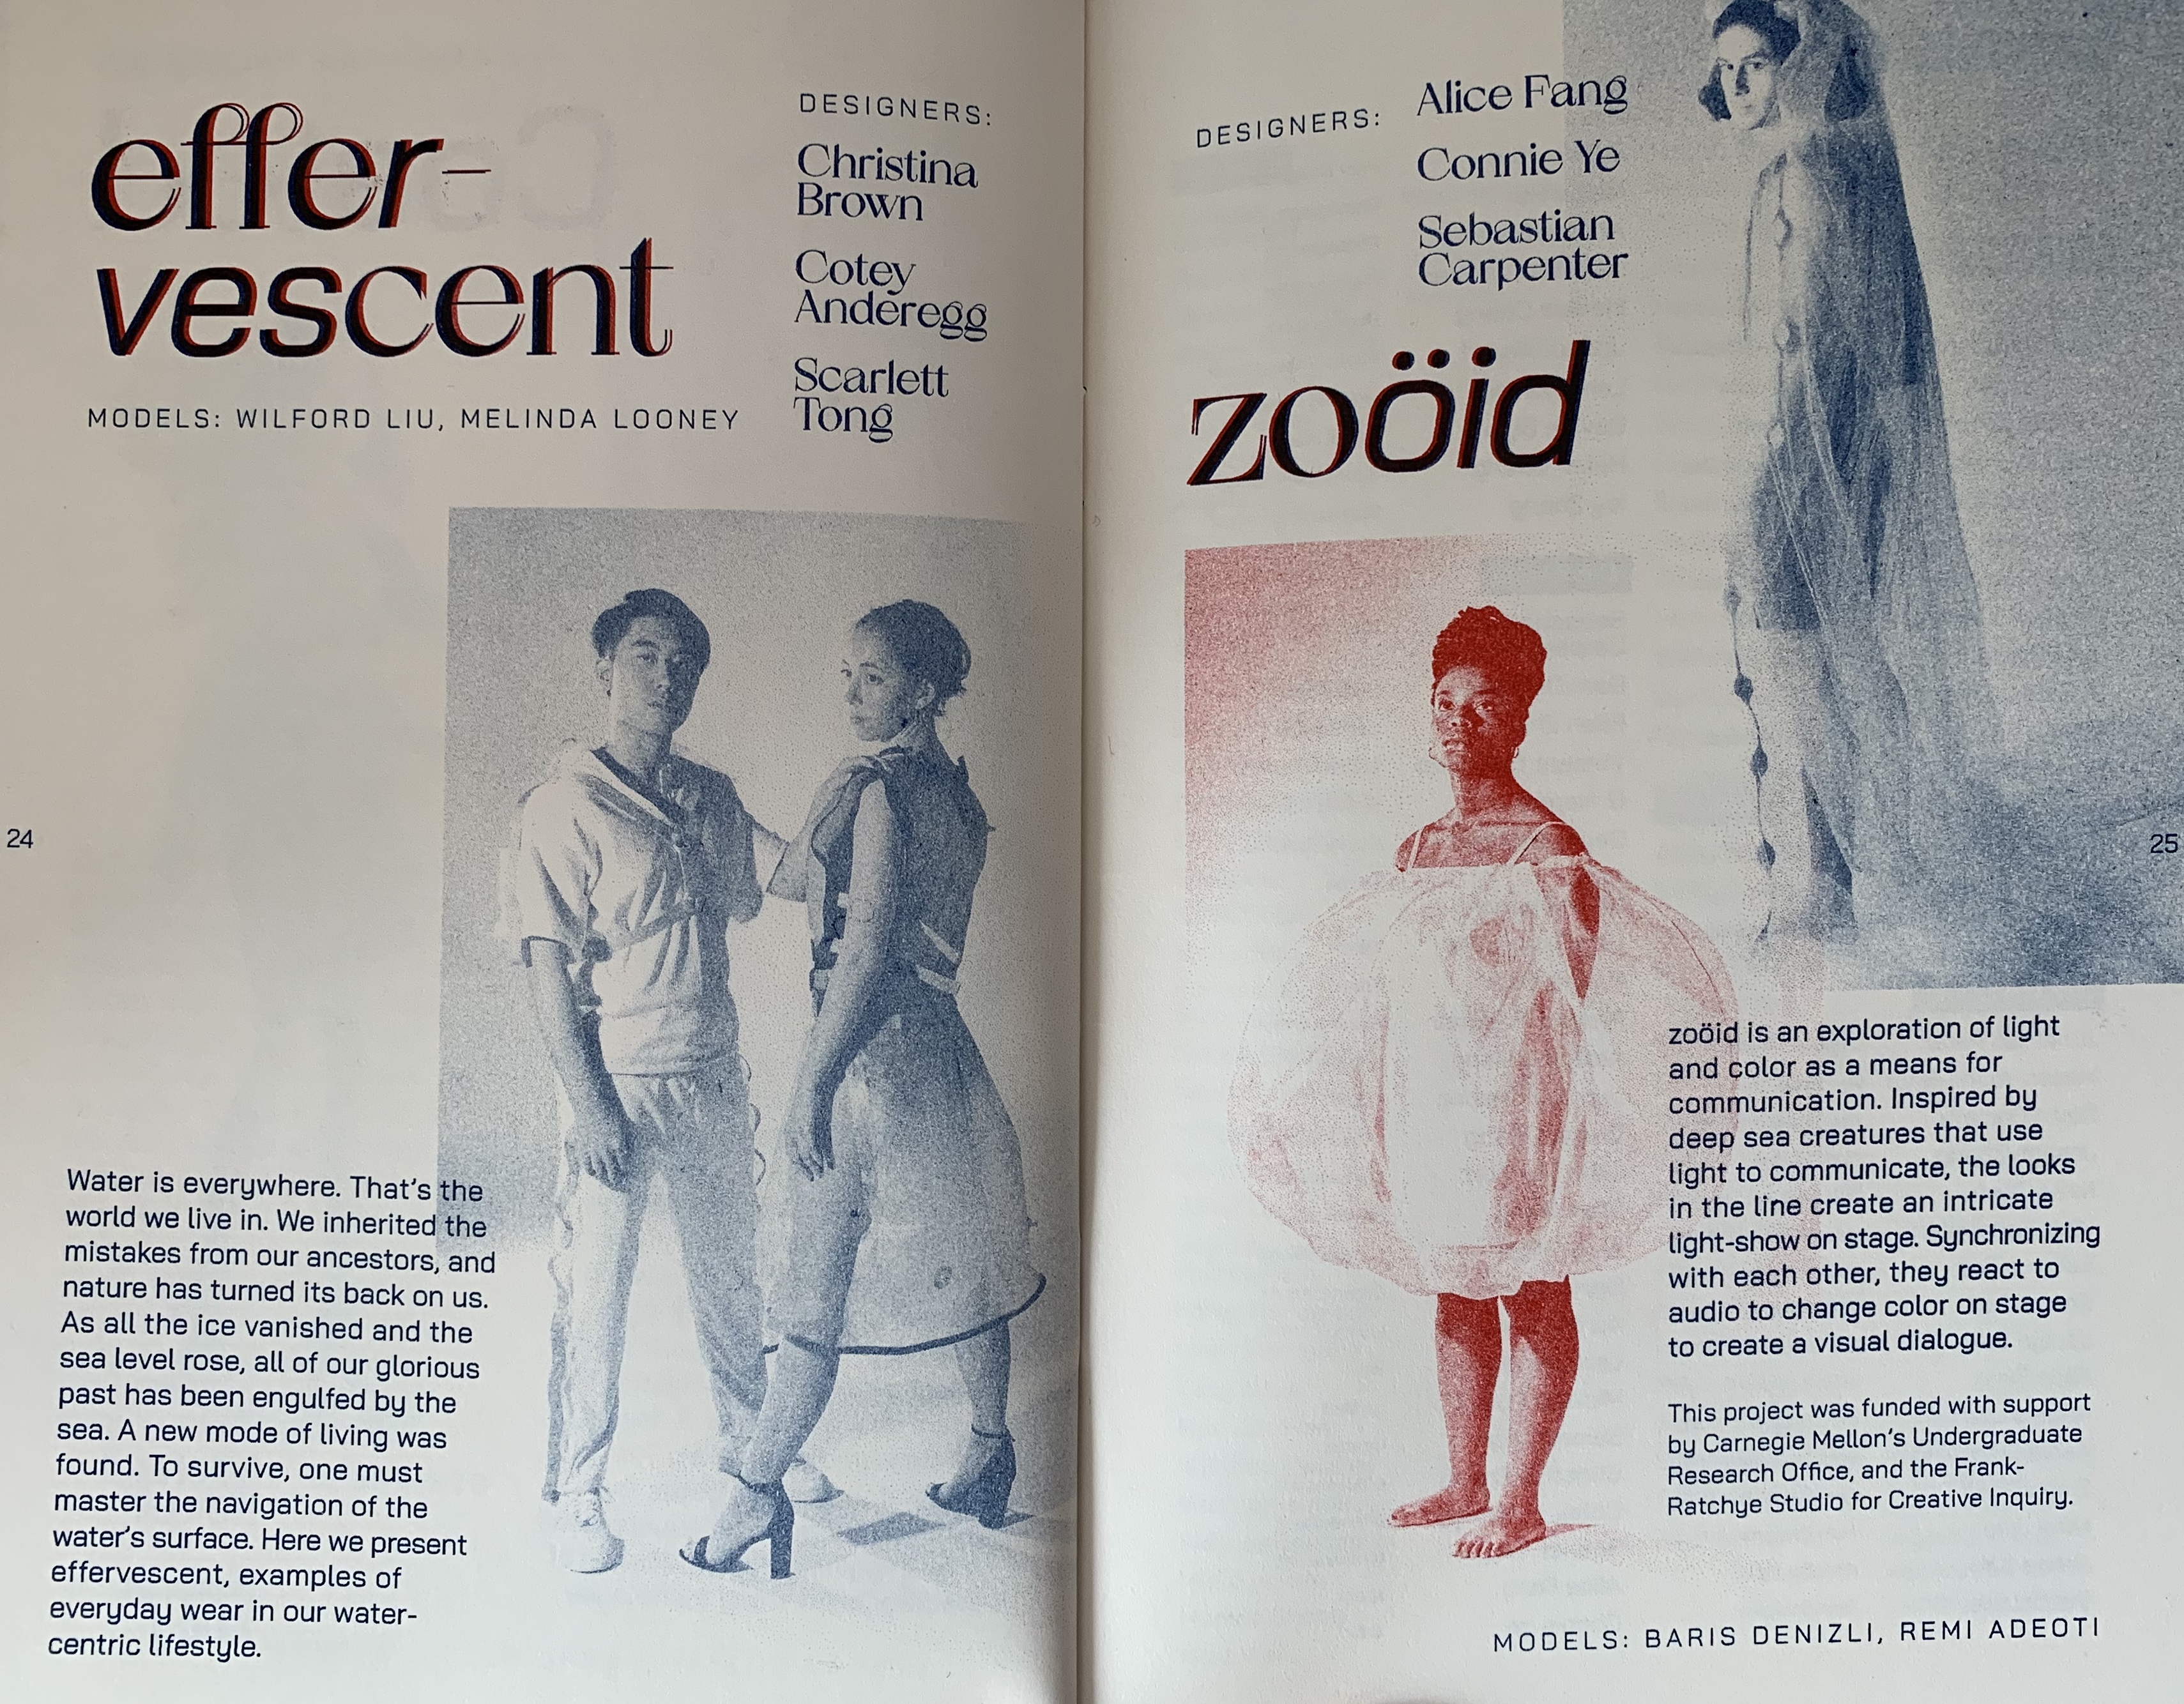 effer-
vescent
MODELS: WILFORD LIU, MELINDA LOONEY
DESIGNERS:
Christina
Brown
Cotey
Anderegg
Scarlett
Tong
24
Water is everywhere. That's the
world we live in. We inherited the
mistakes from our ancestors, and
nature has turned its back on us.
As all the ice vanished and the
sea level rose, all of our glorious
past has been engulfed by the
sea. A new mode of living was
found. To survive, one must
master the navigation of the
water's surface. Here we present
effervescent, examples of
everyday wear in our water-
centric lifestyle.
DESIGNERS:
Alice Fang
Connie Ye
Sebastian
Carpenter
zoöid
25
zoöid is an exploration of light
and color as a means for
communication. Inspired by
deep sea creatures that use
light to communicate, the looks
in the line create an intricate
light-show on stage. Synchronizing
with each other, they react to
audio to change color on stage
to create a visual dialogue.
This project was funded with support
by Carnegie Mellon's Undergraduate
Research Office, and the Frank-
Ratchye Studio for Creative Inquiry.
MODELS: BARIS DENIZLI, REMI ADEOTI